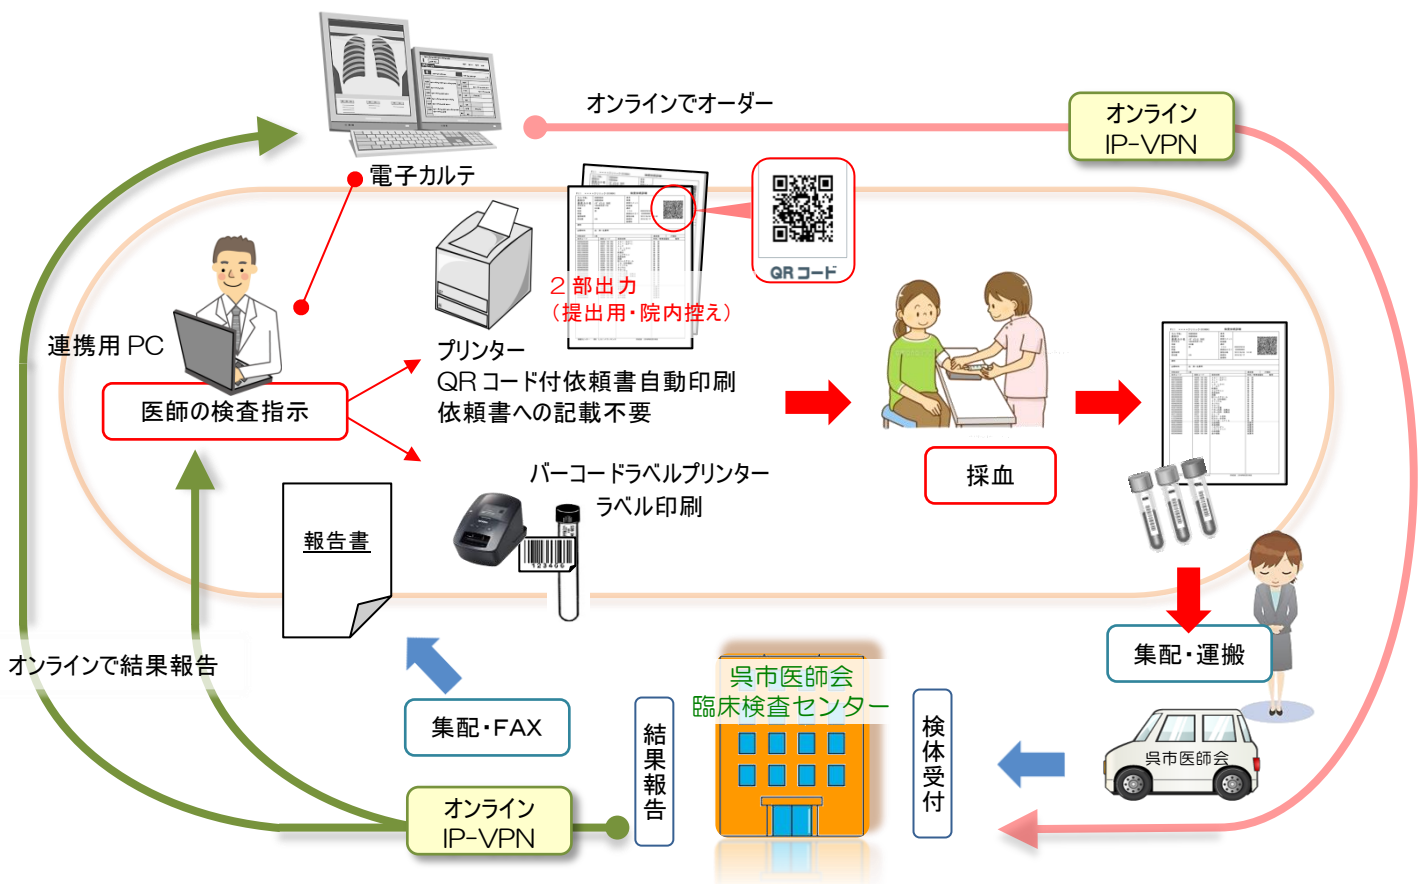 オンラインでオーダー
オンライン
IP-VPN
電子カルテ
QRコード
2部出力
（提出用・院内控え）
連携用PC
医師の検査指示
プリンター
QRコード付依頼書自動印刷
依頼書への記載不要
採血
バーコードラベルプリンター
ラベル印刷
123406
報告書
オンラインで結果報告
集配・FAX
集配・運搬
呉市医師会
臨床検査センター
結果報告
検体受付
呉市医師会
オンライン
IP-VPN